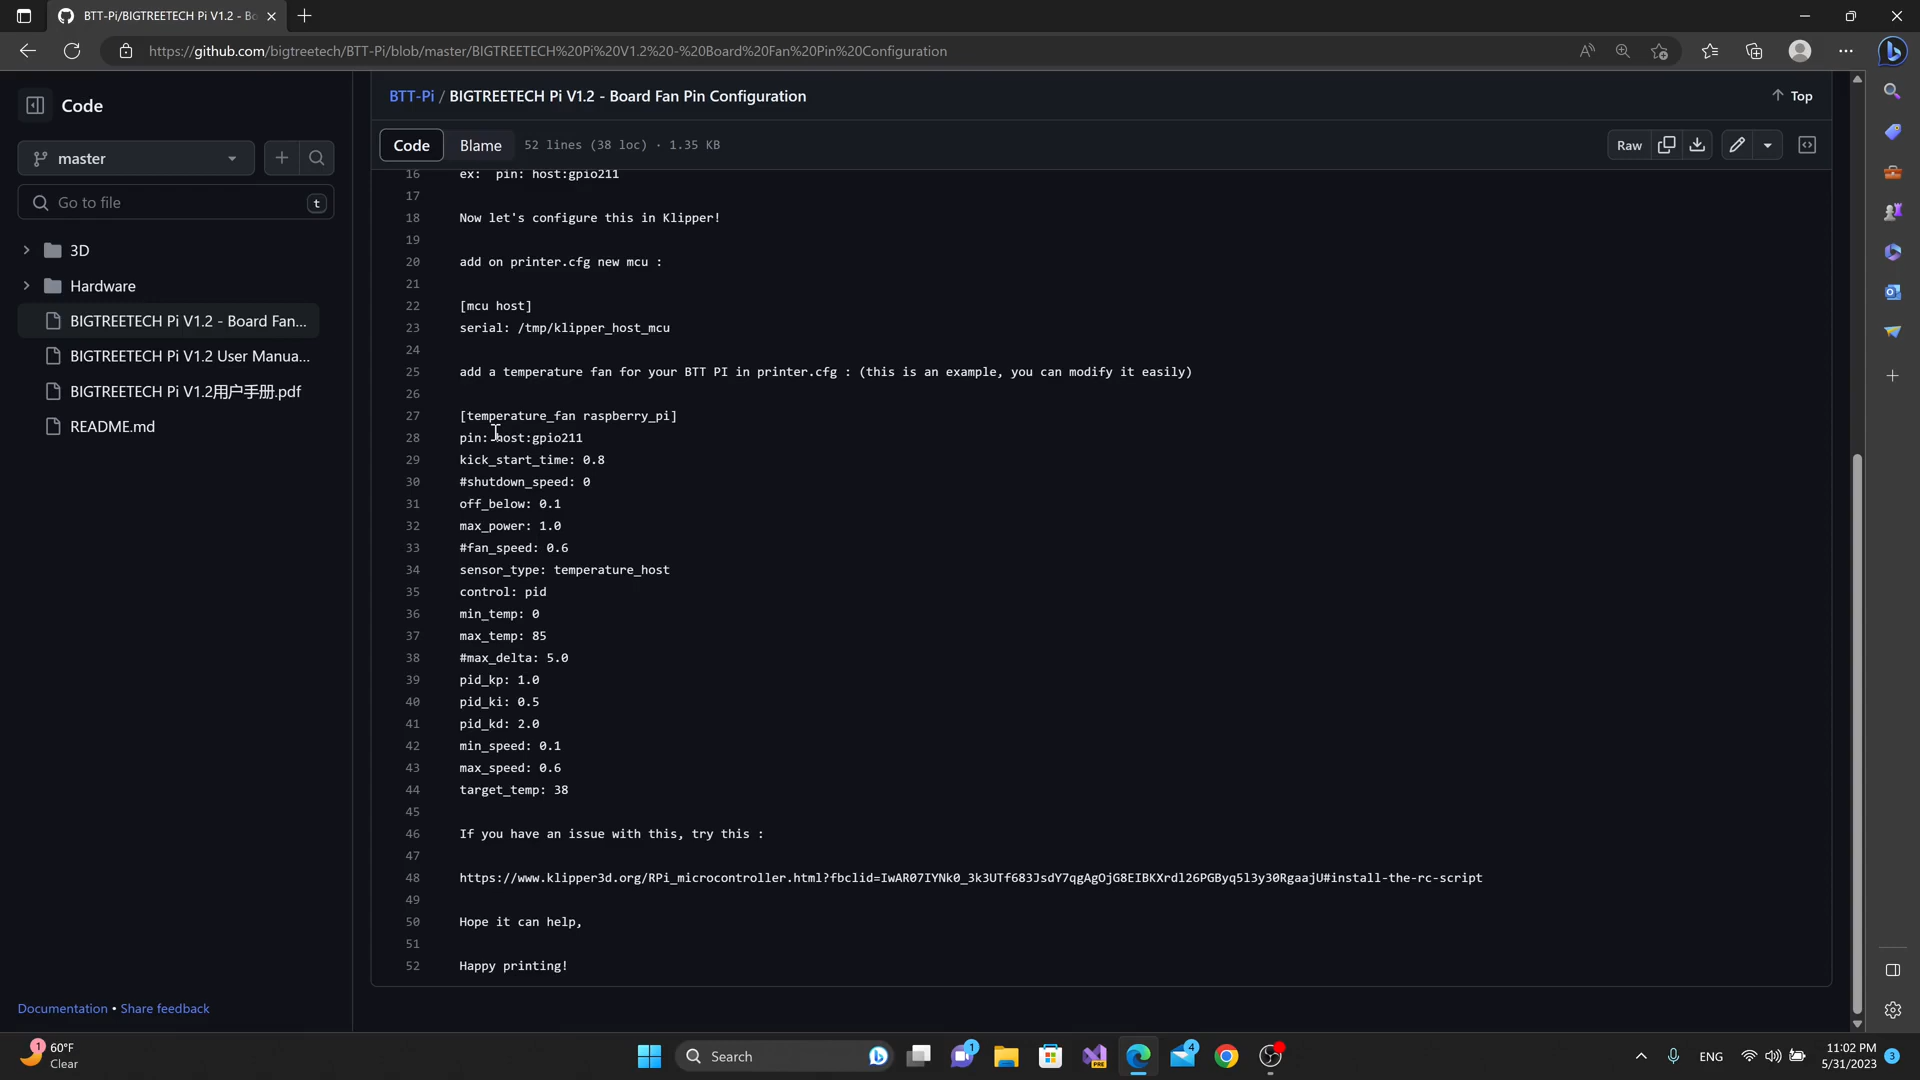 BTT-Pi/BIGTREETECH Pi V1.2 - Bo
https://github.com/bigtreetech/BTT-Pi/blob/master/BIGTREETECH%20Pi%20V1.2%20-%20Board%20Fan%20Pin%20Configuration
Code
BTT-Pi / BIGTREETECH Pi V1.2 - Board Fan Pin Configuration
Top
master
Code Blame 52 lines (38 loc) · 1.35 KB
Raw
Go to file t
3D
Hardware
BIGTREETECH Pi V1.2 - Board Fan...
BIGTREETECH Pi V1.2 User Manua...
BIGTREETECH Pi V1.2用户手册.pdf
README.md
16 ex: pin: host:gpio211
17
18 Now let's configure this in Klipper!
19
20 add on printer.cfg new mcu :
21
22 [mcu host]
23 serial: /tmp/klipper_host_mcu
24
25 add a temperature fan for your BTT PI in printer.cfg : (this is an example, you can modify it easily)
26
27 [temperature_fan raspberry_pi]
28 pin: host:gpio211
29 kick_start_time: 0.8
30 #shutdown_speed: 0
31 off_below: 0.1
32 max_power: 1.0
33 #fan_speed: 0.6
34 sensor_type: temperature_host
35 control: pid
36 min_temp: 0
37 max_temp: 85
38 #max_delta: 5.0
39 pid_kp: 1.0
40 pid_ki: 0.5
41 pid_kd: 2.0
42 min_speed: 0.1
43 max_speed: 0.6
44 target_temp: 38
45
46 If you have an issue with this, try this :
47
48 https://www.klipper3d.org/RPi_microcontroller.html?fbclid=IwAR07IYNk0_3k3UTf683JsdY7qgAgOjG8EIBKXrdl26PGByq5l3y30RgaajU#install-the-rc-script
49
50 Hope it can help,
51
52 Happy printing!
Documentation • Share feedback
1
60°F
Clear
Search
1
PRE
4
ENG
11:02 PM
5/31/2023
3